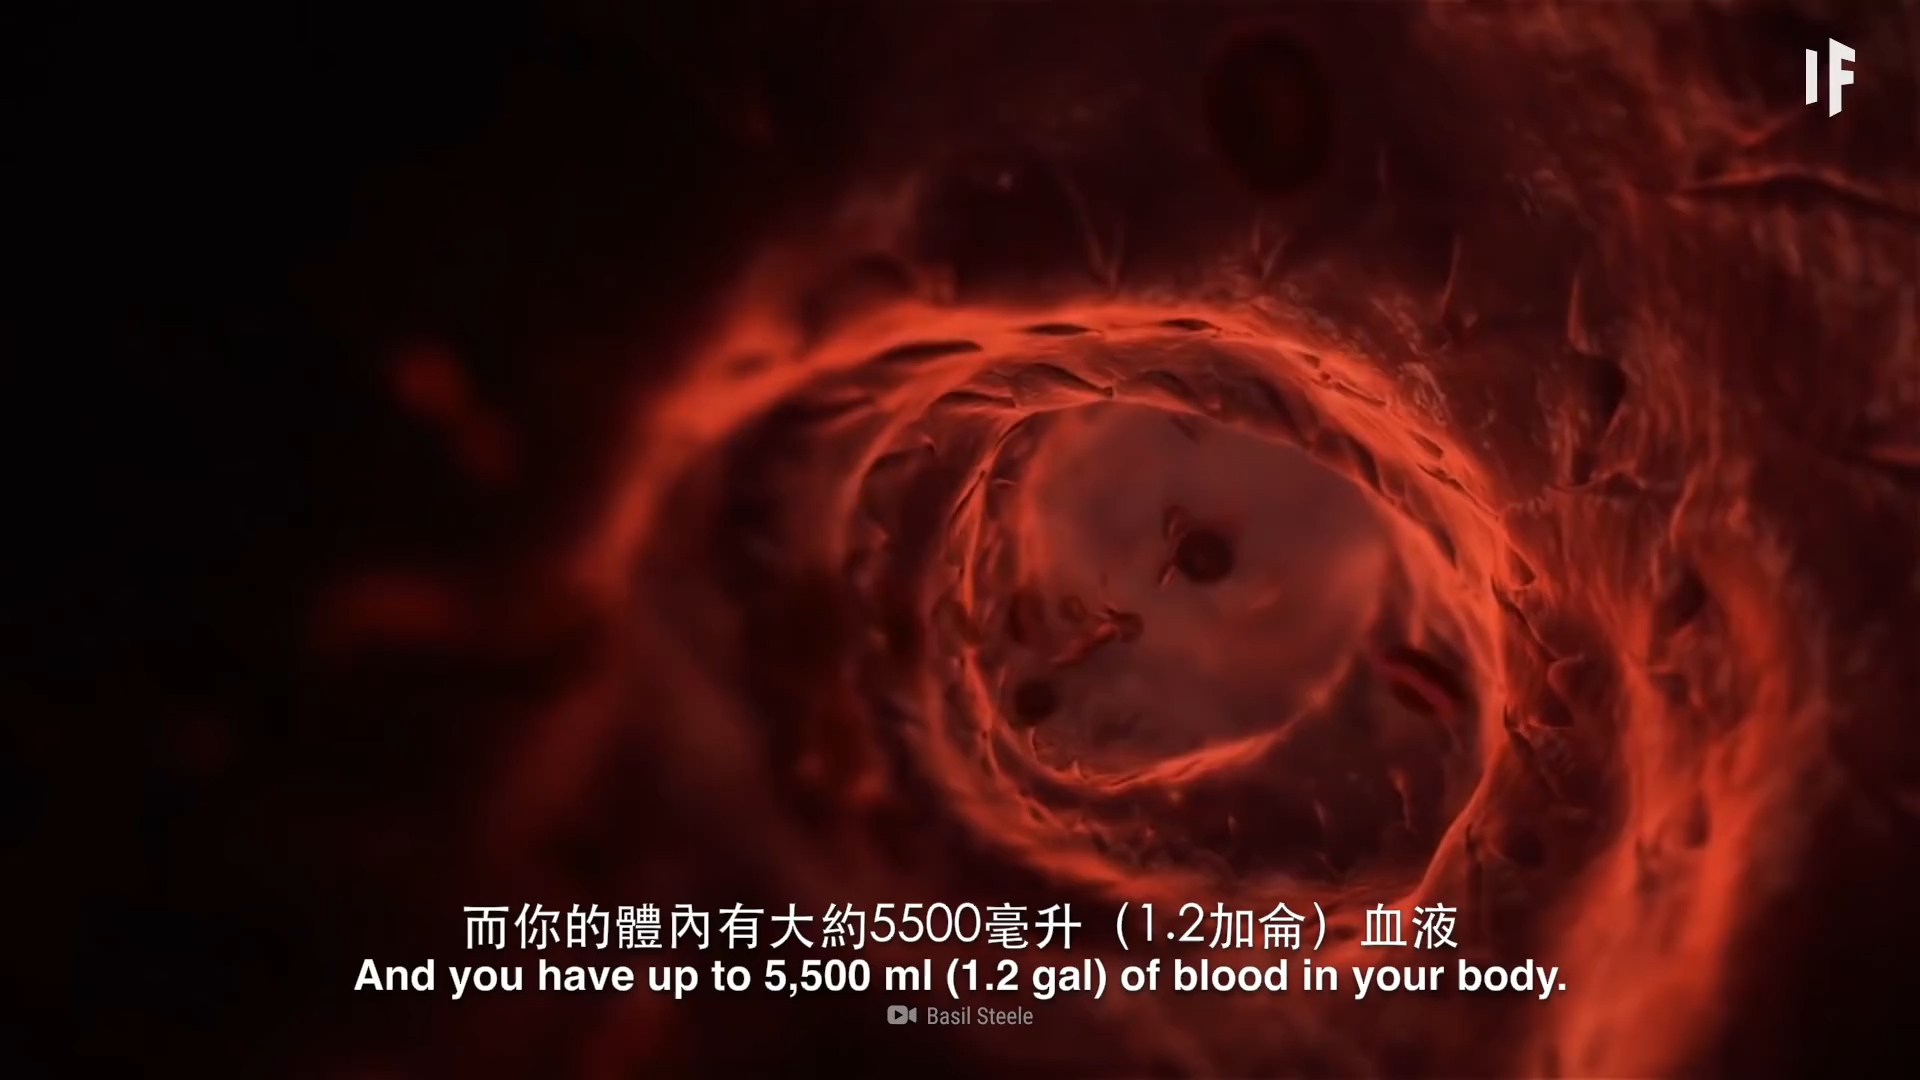 IF
而你的體內有大約5500毫升（1.2加侖）血液
And you have up to 5,500 ml (1.2 gal) of blood in your body.
Basil Steele